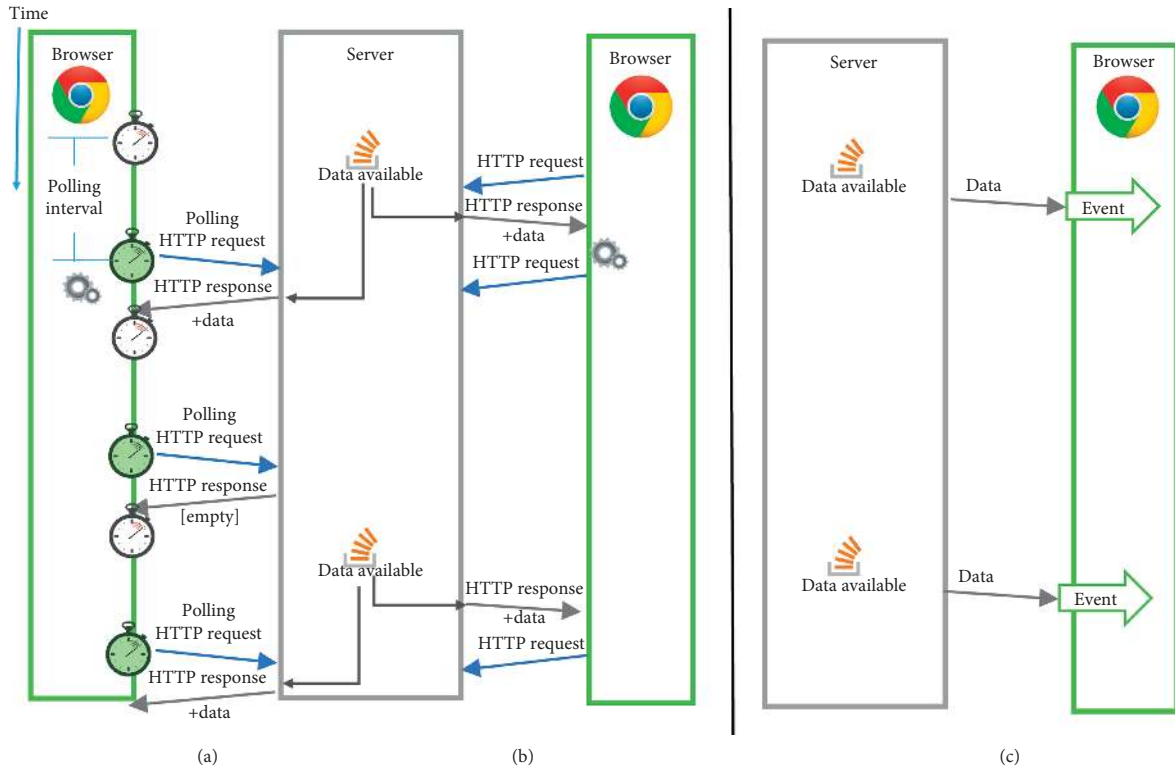 Time
Browser
Polling
interval
Polling
HTTP request
HTTP response
+data
Polling
HTTP request
HTTP response
[empty]
Polling
HTTP request
HTTP response
+data
(a)
Server
Data available
Data available
Browser
HTTP request
HTTP response
+data
HTTP request
HTTP response
+data
HTTP request
(b)
Server
Data available
Data available
Browser
Data
Event
Data
Event
(c)